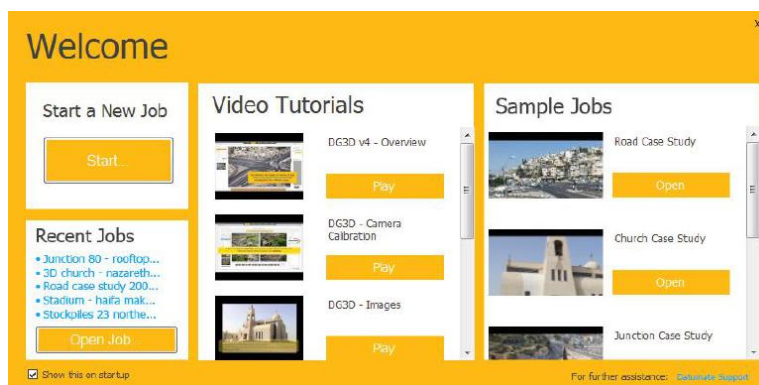 X
Welcome
Start a New Job
Start...
Recent Jobs
• Junction 80 - rooftop...
• 3D church - nazareth...
• Road case study 200...
• Stadium - haifa mak...
• Stockpiles 23 northe...
Open Job...
Video Tutorials
DG3D v4 - Overview
Play
DG3D - Camera
Calibration
Play
DG3D - Images
Play
Sample Jobs
Road Case Study
Open
Church Case Study
Open
Junction Case Study
Show this on startup
For further assistance: Datumate Support